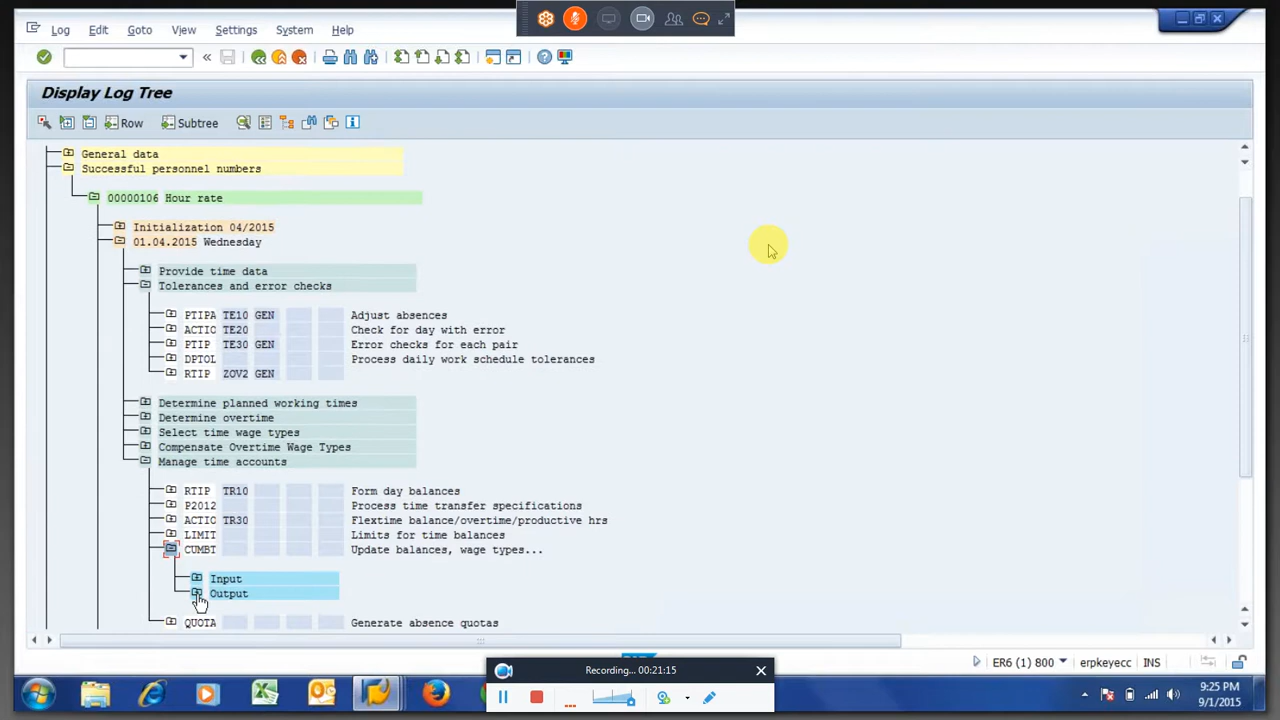 Log Edit Goto View Settings System Help
Display Log Tree
Row Subtree
General data
Successful personnel numbers
00000106 Hour rate
Initialization 04/2015
01.04.2015 Wednesday
Provide time data
Tolerances and error checks
PTIPA TE10 GEN Adjust absences
ACTIO TE20 Check for day with error
PTIP TE30 GEN Error checks for each pair
DPTOL Process daily work schedule tolerances
RTIP ZOV2 GEN
Determine planned working times
Determine overtime
Select time wage types
Compensate Overtime Wage Types
Manage time accounts
RTIP TR10 Form day balances
P2012 Process time transfer specifications
ACTIO TR30 Flextime balance/overtime/productive hrs
LIMIT Limits for time balances
CUMBT Update balances, wage types...
Input
Output
QUOTA Generate absence quotas
ER6 (1) 800 erpkeyecc INS
Recording... 00:21:15
9:25 PM
9/1/2015